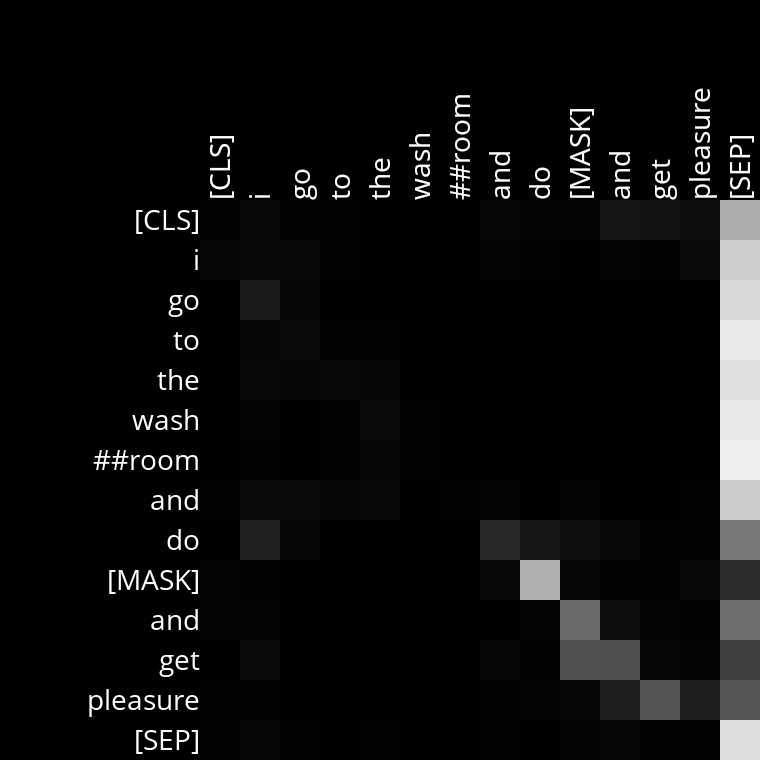 [CLS] i go to the wash ##room and do [MASK] and get pleasure [SEP]
[CLS]
i
go
to
the
wash
##room
and
do
[MASK]
and
get
pleasure
[SEP]